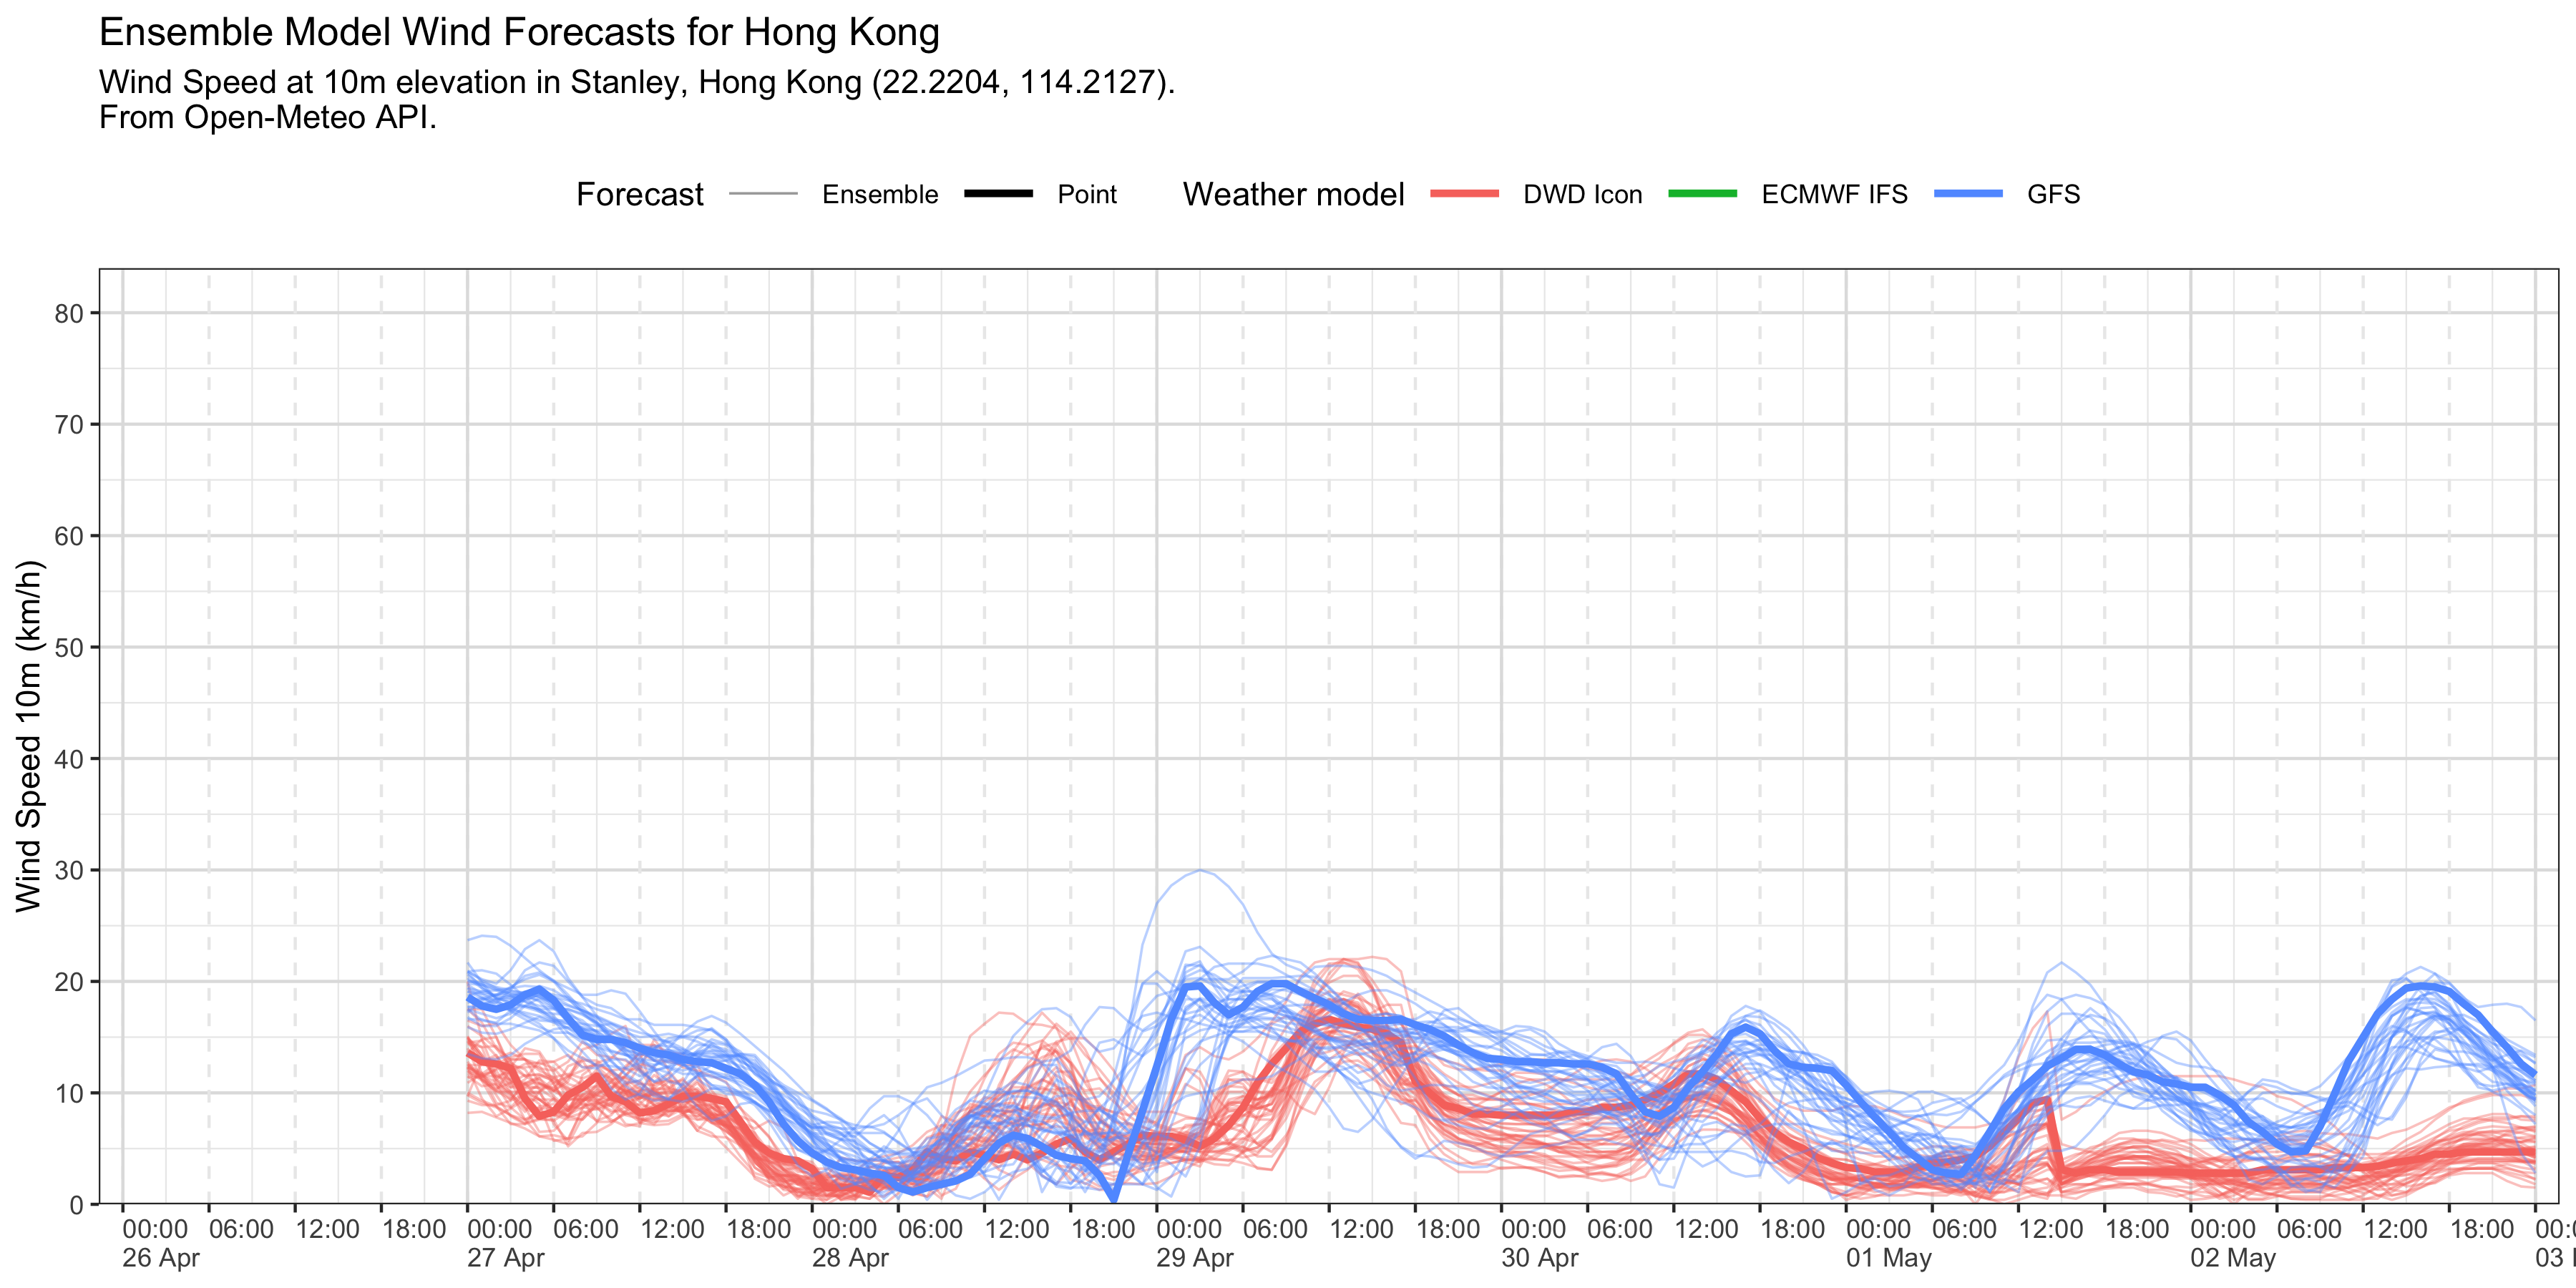 Ensemble Model Wind Forecasts for Hong Kong
Wind Speed at 10m elevation in Stanley, Hong Kong (22.2204, 114.2127).
From Open-Meteo API.
Forecast Ensemble Point Weather model DWD Icon ECMWF IFS GFS
Wind Speed 10m (km/h)
80
70
60
50
40
30
20
10
0
00:00 06:00 12:00 18:00 00:00 06:00 12:00 18:00 00:00 06:00 12:00 18:00 00:00 06:00 12:00 18:00 00:00 06:00 12:00 18:00 00:00 06:00 12:00 18:00 00:00 06:00 12:00 18:00
26 Apr 27 Apr 28 Apr 29 Apr 30 Apr 01 May 02 May 03